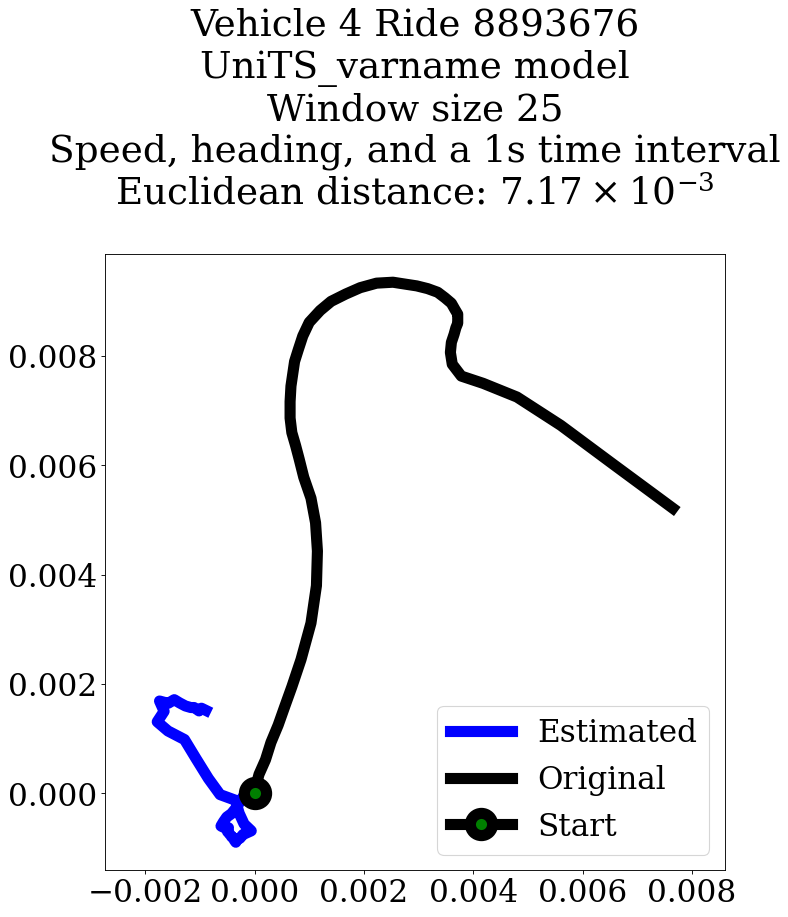 Vehicle 4 Ride 8893676
UniTS_varname model
Window size 25
Speed, heading, and a 1s time interval
Euclidean distance: 7.17 × 10⁻³
0.008
0.006
0.004
0.002
0.000
Estimated
Original
Start
−0.002 0.000 0.002 0.004 0.006 0.008